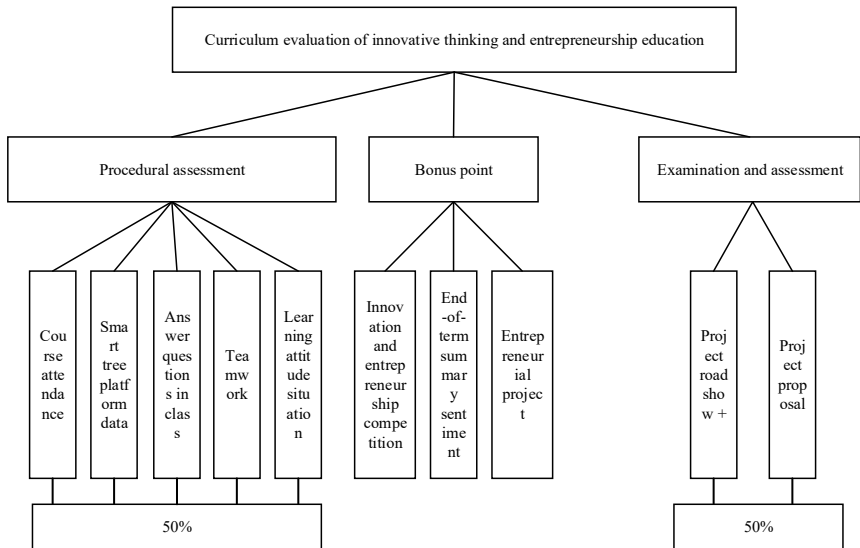 Curriculum evaluation of innovative thinking and entrepreneurship education
Procedural assessment
Bonus point
Examination and assessment
Cou
rse
atte
nda
nce
Sma
rt
tree
platf
orm
data
Ans
wer
ques
tion
s in
clas
s
Tea
mw
ork
Lear
ning
attit
ude
situ
atio
n
Innov
ation
and
entrep
reneur
ship
compe
tition
End
-of-
term
sum
mar
y
sent
ime
nt
Entrep
reneur
ial
projec
t
Proj
ect
road
sho
w +
Proj
ect
prop
osal
50%
50%